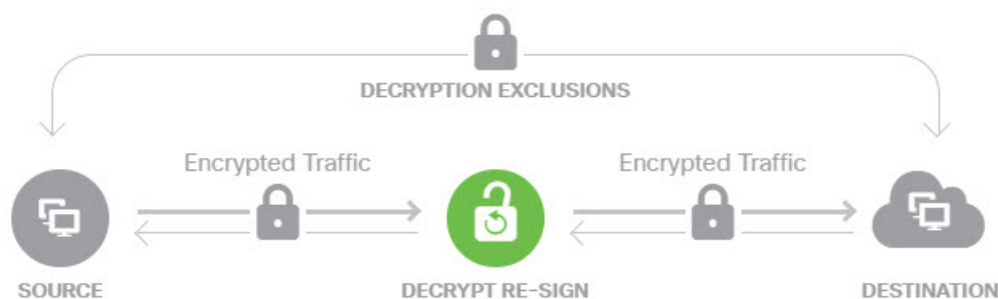 DECRYPTION EXCLUSIONS
Encrypted Traffic
Encrypted Traffic
SOURCE
DECRYPT RE-SIGN
DESTINATION